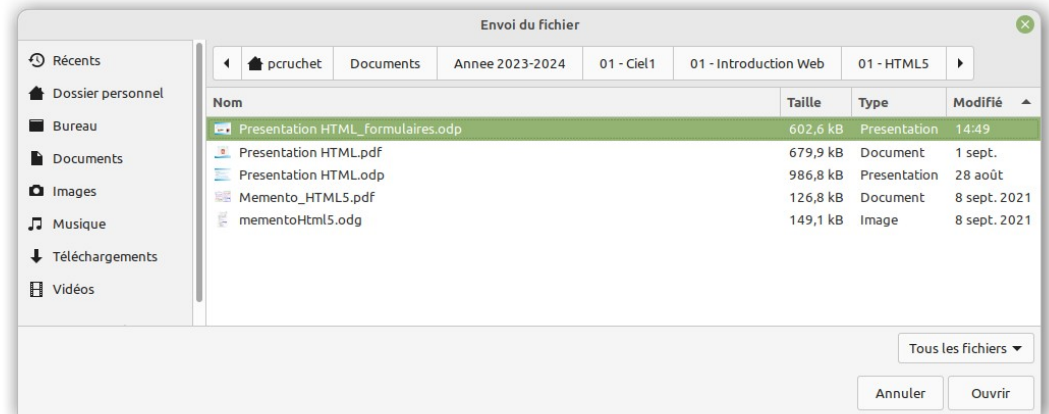 Envoi du fichier
Récents
Dossier personnel
Bureau
Documents
Images
Musique
Téléchargements
Vidéos
pcruchet Documents Annee 2023-2024 01 - Ciel1 01 - Introduction Web 01 - HTML5
Nom Taille Type Modifié
Presentation HTML_formulaires.odp 602,6 kB Presentation 14:49
Presentation HTML.pdf 679,9 kB Document 1 sept.
Presentation HTML.odp 986,8 kB Presentation 28 août
Memento_HTML5.pdf 126,8 kB Document 8 sept. 2021
mementoHtml5.odg 149,1 kB Image 8 sept. 2021
Tous les fichiers
Annuler Ouvrir